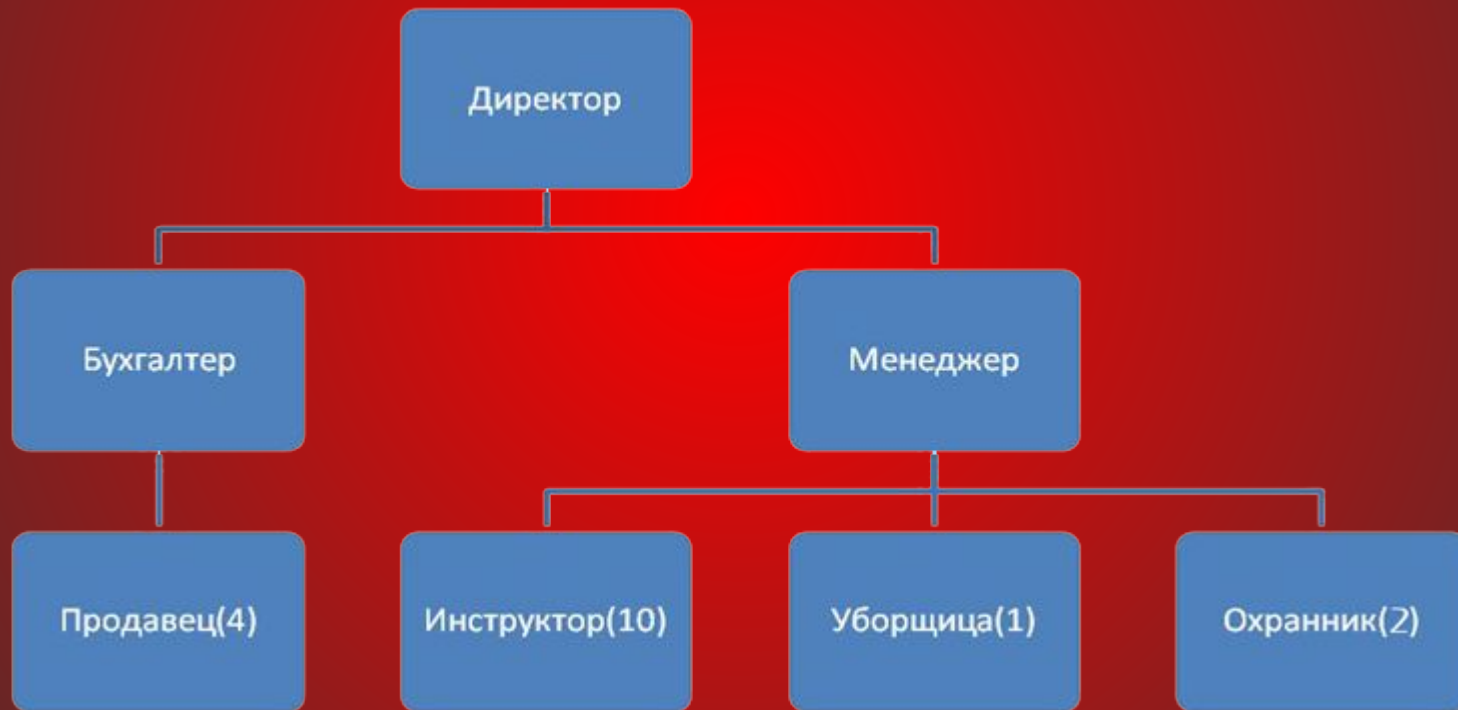 Директор
Бухгалтер
Менеджер
Продавец(4)
Инструктор(10)
Уборщица(1)
Охранник(2)